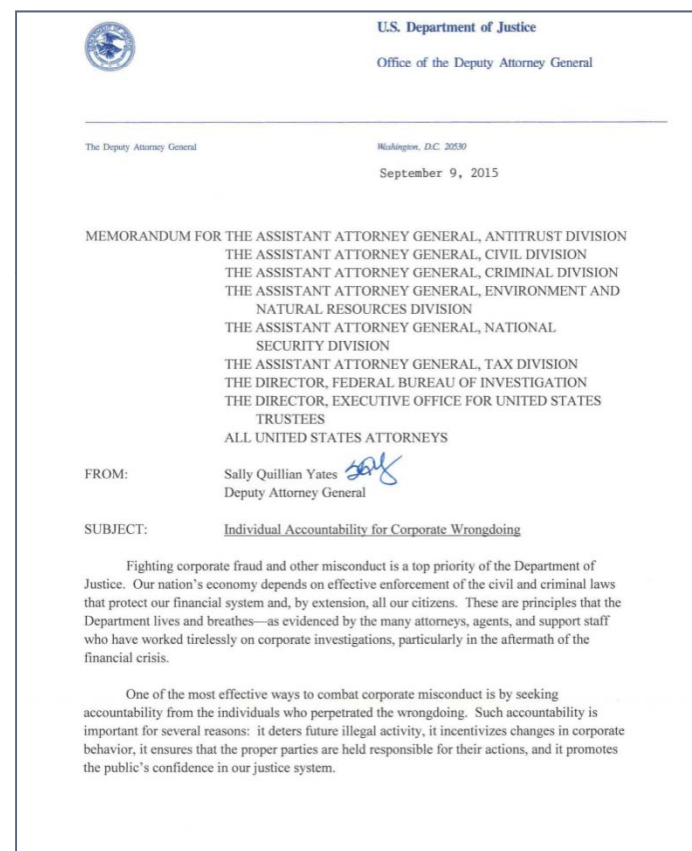 U.S. Department of Justice
Office of the Deputy Attorney General
The Deputy Attorney General
Washington, D.C. 20530
September 9, 2015
MEMORANDUM FOR THE ASSISTANT ATTORNEY GENERAL, ANTITRUST DIVISION
THE ASSISTANT ATTORNEY GENERAL, CIVIL DIVISION
THE ASSISTANT ATTORNEY GENERAL, CRIMINAL DIVISION
THE ASSISTANT ATTORNEY GENERAL, ENVIRONMENT AND
NATURAL RESOURCES DIVISION
THE ASSISTANT ATTORNEY GENERAL, NATIONAL
SECURITY DIVISION
THE ASSISTANT ATTORNEY GENERAL, TAX DIVISION
THE DIRECTOR, FEDERAL BUREAU OF INVESTIGATION
THE DIRECTOR, EXECUTIVE OFFICE FOR UNITED STATES
TRUSTEES
ALL UNITED STATES ATTORNEYS
FROM: Sally Quillian Yates
Deputy Attorney General
SUBJECT: Individual Accountability for Corporate Wrongdoing
Fighting corporate fraud and other misconduct is a top priority of the Department of
Justice. Our nation's economy depends on effective enforcement of the civil and criminal laws
that protect our financial system and, by extension, all our citizens. These are principles that the
Department lives and breathes—as evidenced by the many attorneys, agents, and support staff
who have worked tirelessly on corporate investigations, particularly in the aftermath of the
financial crisis.
One of the most effective ways to combat corporate misconduct is by seeking
accountability from the individuals who perpetrated the wrongdoing. Such accountability is
important for several reasons: it deters future illegal activity, it incentivizes changes in corporate
behavior, it ensures that the proper parties are held responsible for their actions, and it promotes
the public's confidence in our justice system.